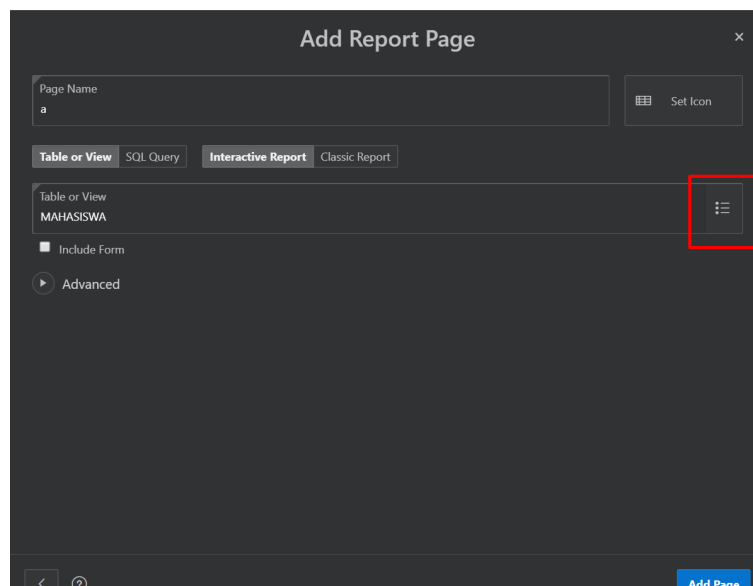 Add Report Page
Page Name
a
Set Icon
Table or View SQL Query Interactive Report Classic Report
Table or View
MAHASISWA
Include Form
Advanced
Add Page